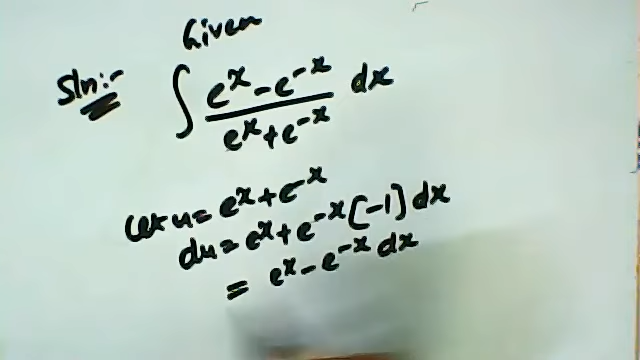 Given
Sln:- ∫ e^x - e^-x / e^x + e^-x dx
Let u = e^x + e^-x
du = e^x + e^-x [-1] dx
= e^x - e^-x dx